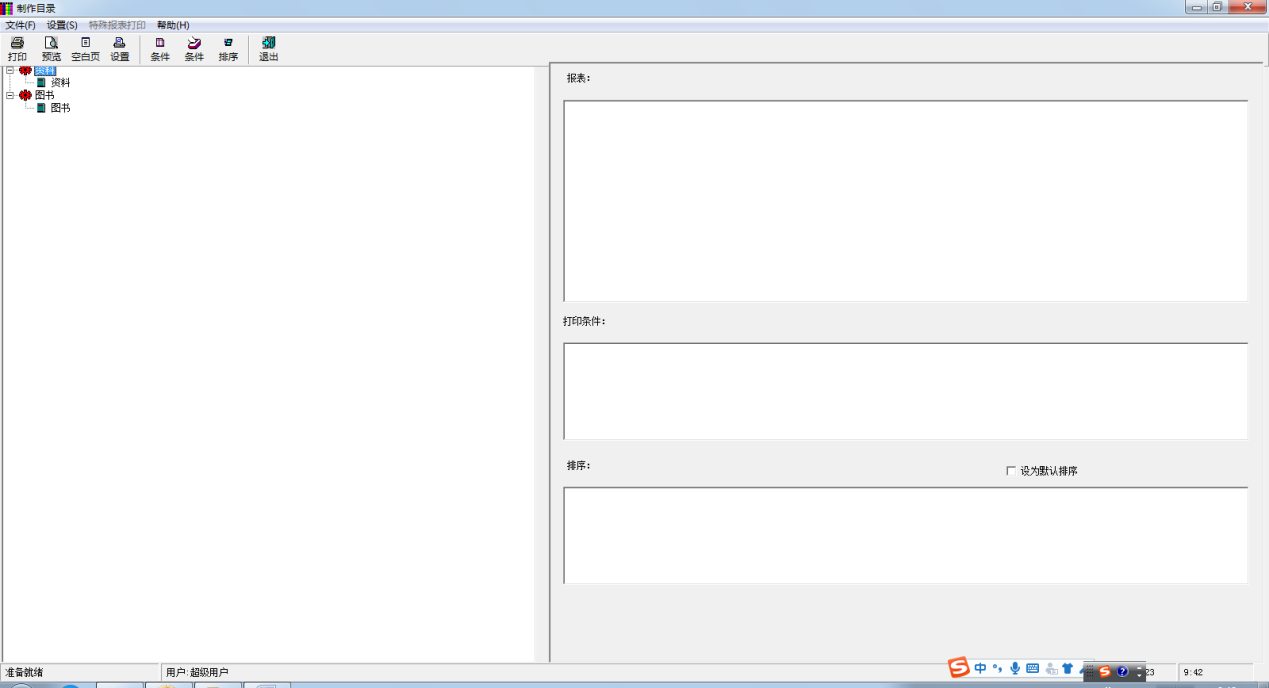 制作目录
文件(F) 设置(S) 特殊报表打印 帮助(H)
打印 预览 空白页 设置 条件 条件 排序 退出
资料
资料
图书
图书
报表:
打印条件:
排序:
设为默认排序
准备就绪 用户:超级用户 中 23 9:42